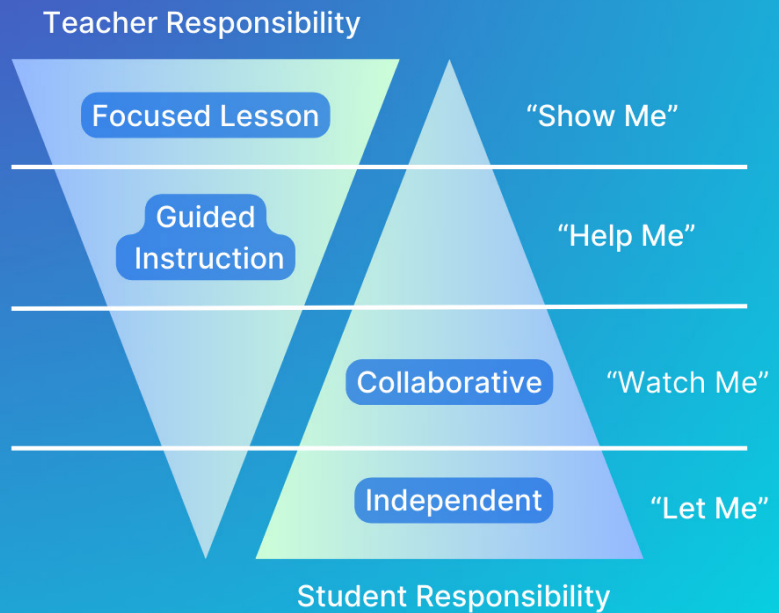 Teacher Responsibility
Focused Lesson
“Show Me”
Guided
Instruction
“Help Me”
Collaborative
“Watch Me”
Independent
“Let Me”
Student Responsibility